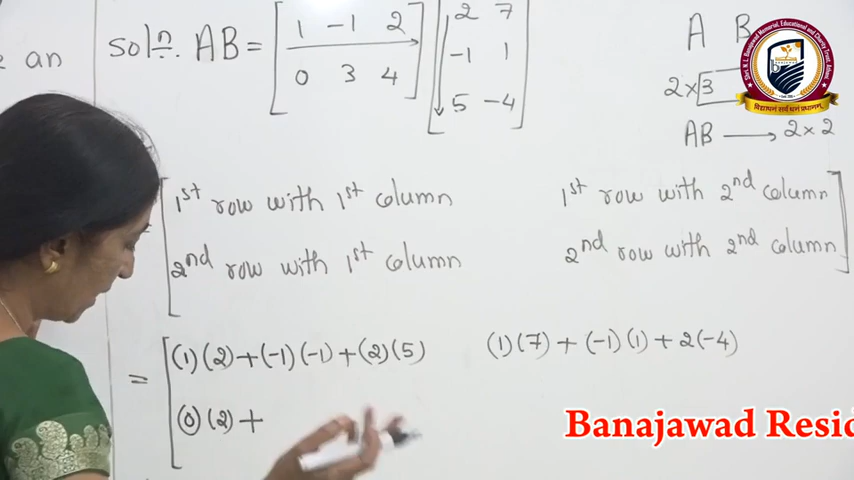 e an
soln:. AB = [1 -1 2
0 3 4] [2 7
-1 1
5 -4]
A B
2×3
AB → 2×2
[1st row with 1st column 1st row with 2nd column
2nd row with 1st column 2nd row with 2nd column]
= [(1)(2)+(-1)(-1)+(2)(5) (1)(7)+(-1)(1)+2(-4)
(0)(2)+
Banajawad Resid